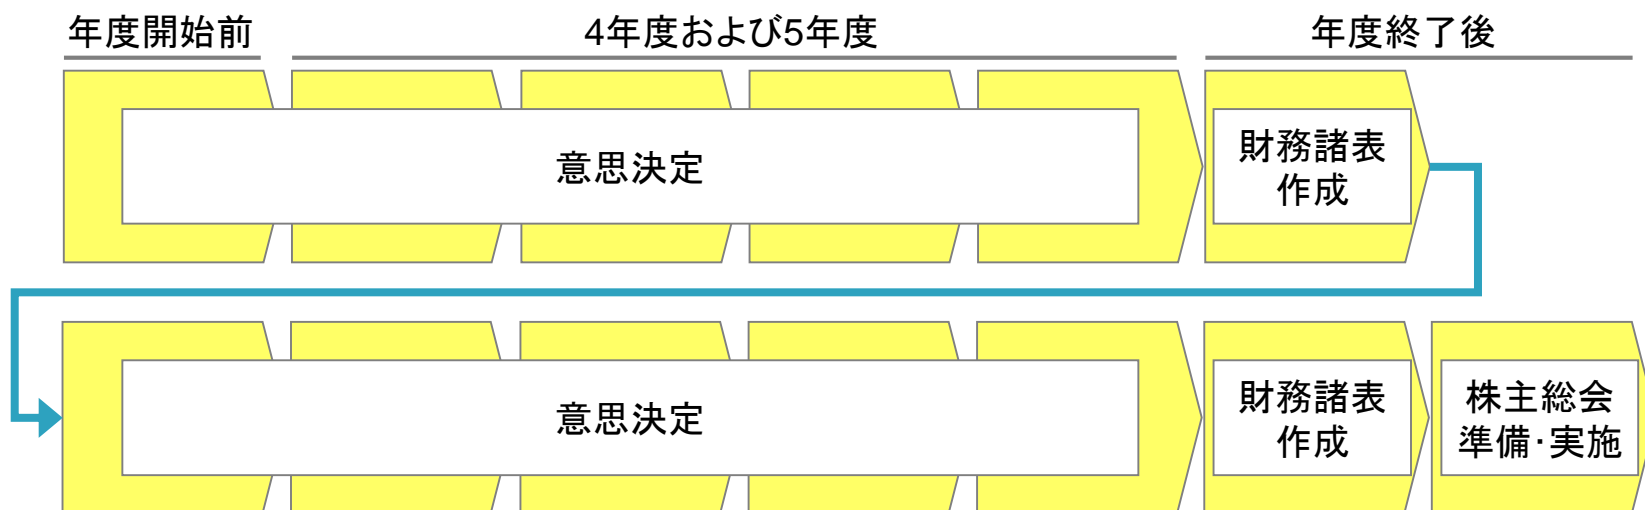 年度開始前
4年度および5年度
年度終了後
意思決定
財務諸表
作成
意思決定
財務諸表
作成
株主総会
準備･実施